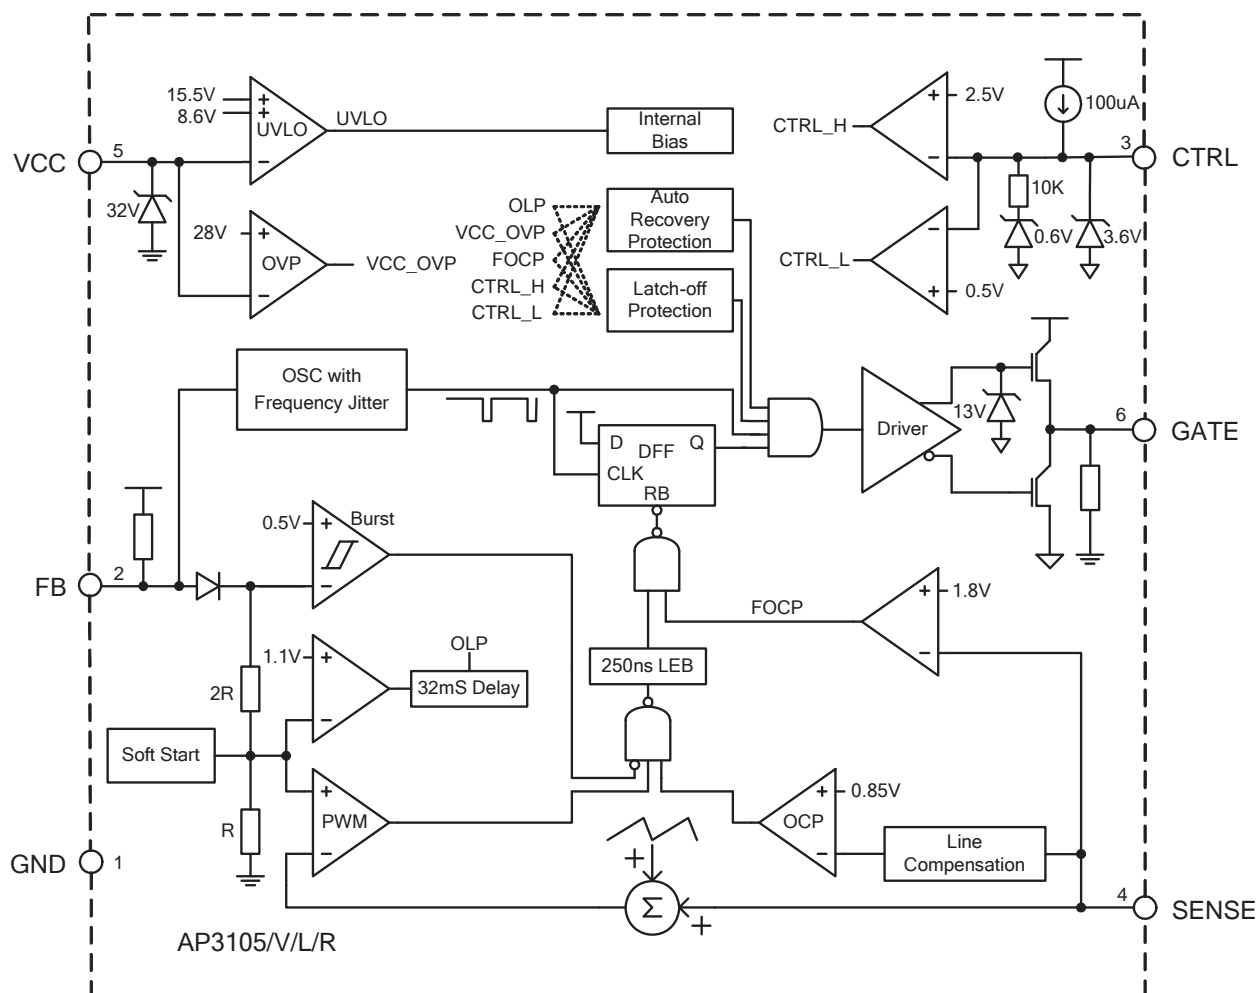 15.5V
8.6V
+
+
UVLO
−
UVLO
Internal
Bias
CTRL_H
+
2.5V
−
100uA
VCC
5
3
CTRL
32V
28V
+
OVP
−
VCC_OVP
OLP
VCC_OVP
FOCP
CTRL_H
CTRL_L
Auto
Recovery
Protection
Latch-off
Protection
10K
0.6V
3.6V
CTRL_L
−
+
0.5V
OSC with
Frequency Jitter
D
Q
DFF
CLK
RB
Driver
13V
6
GATE
0.5V
+
Burst
−
FB
2
FOCP
+
1.8V
−
250ns LEB
1.1V
+
−
OLP
32mS Delay
2R
Soft Start
+
PWM
−
R
+
0.85V
OCP
−
Line
Compensation
GND
1
+
Σ
+
4
SENSE
AP3105/V/L/R